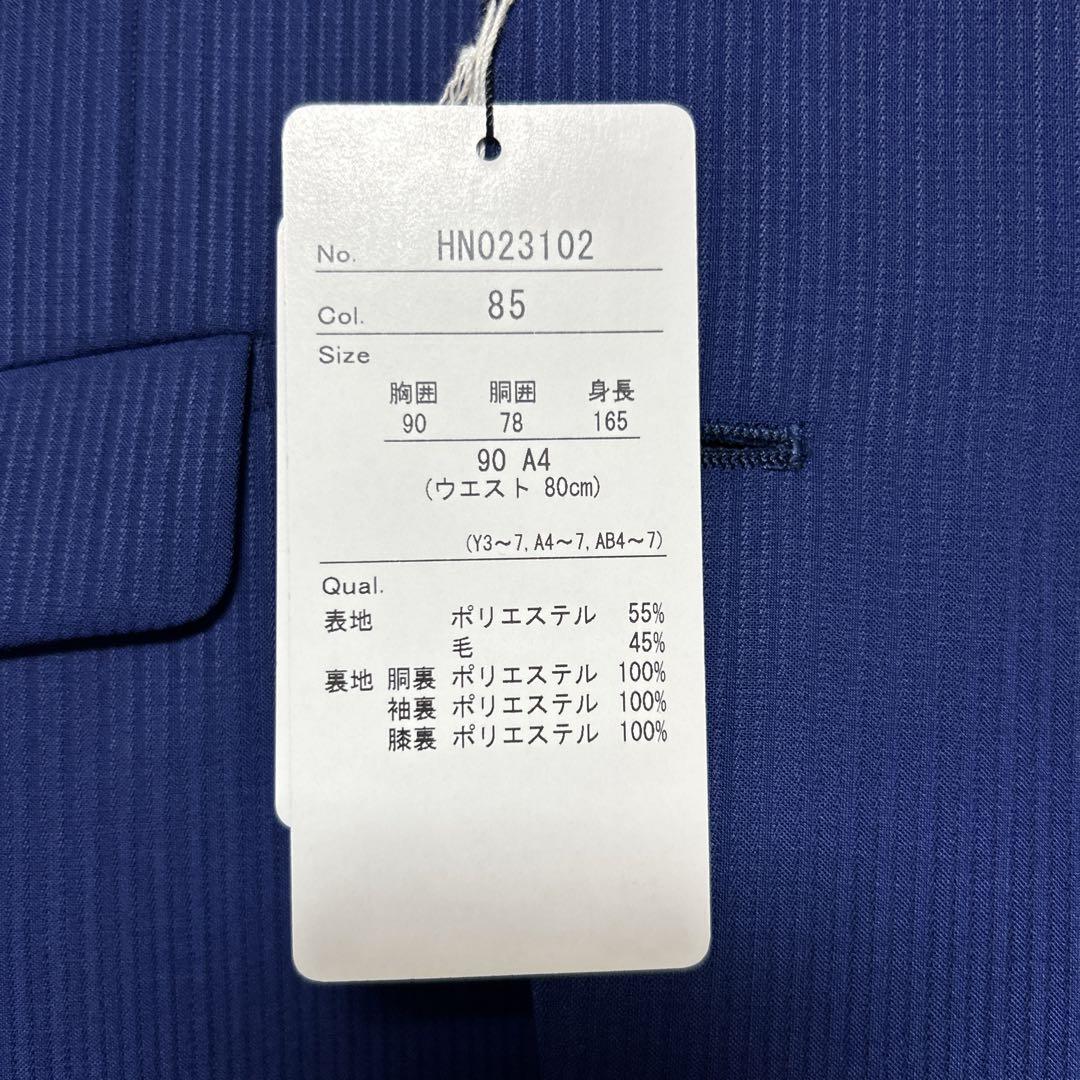 No. HN023102
Col. 85
Size
胸囲 胴囲 身長
90 78 165
90 A4
(ウエスト 80cm)
(Y3～7,A4～7,AB4～7)
Qual.
表地 ポリエステル 55%
毛 45%
裏地 胴裏 ポリエステル 100%
袖裏 ポリエステル 100%
膝裏 ポリエステル 100%